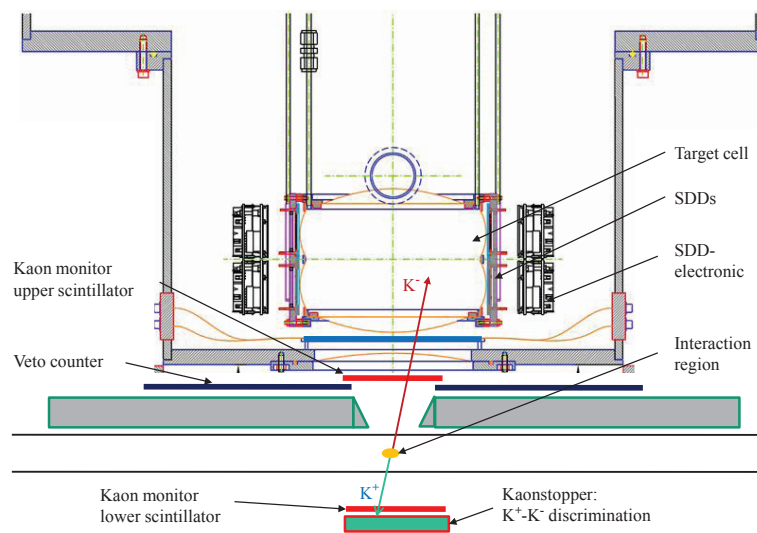 Target cell
SDDs
SDD-
electronic
K-
Kaon monitor
upper scintillator
Interaction
region
Veto counter
K+
Kaon monitor
lower scintillator
Kaonstopper:
K+-K- discrimination